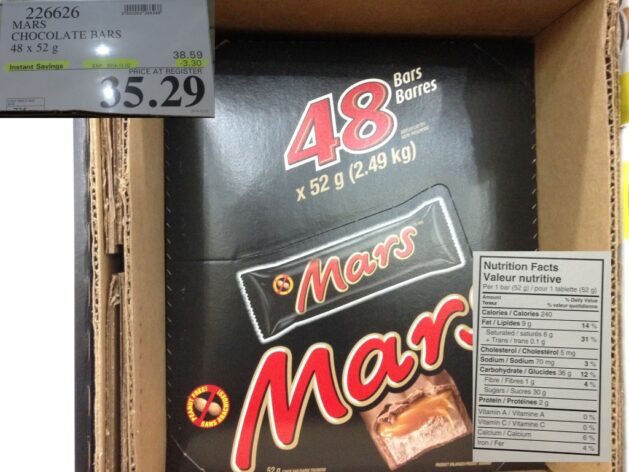 226626
MARS
CHOCOLATE BARS
48 x 52 g
38.59
Instant Savings
-3.30
PRICE AT REGISTER
35.29
48 Bars
Barres
x 52 g (2.49 kg)
Mars
Mars
PEANUT FREE!
SANS ARACHIDES
52 g
Nutrition Facts
Valeur nutritive
Per 1 bar (52 g) / pour 1 tablette (52 g)
Amount
Teneur
% Daily Value
% valeur quotidienne
Calories / Calories 240
Fat / Lipides 9 g 14 %
Saturated / saturés 6 g
+ Trans / trans 0.1 g 31 %
Cholesterol / Cholestérol 5 mg
Sodium / Sodium 70 mg 3 %
Carbohydrate / Glucides 36 g 12 %
Fibre / Fibres 1 g 4 %
Sugars / Sucres 30 g
Protein / Protéines 2 g
Vitamin A / Vitamine A 0 %
Vitamin C / Vitamine C 0 %
Calcium / Calcium 6 %
Iron / Fer 4 %